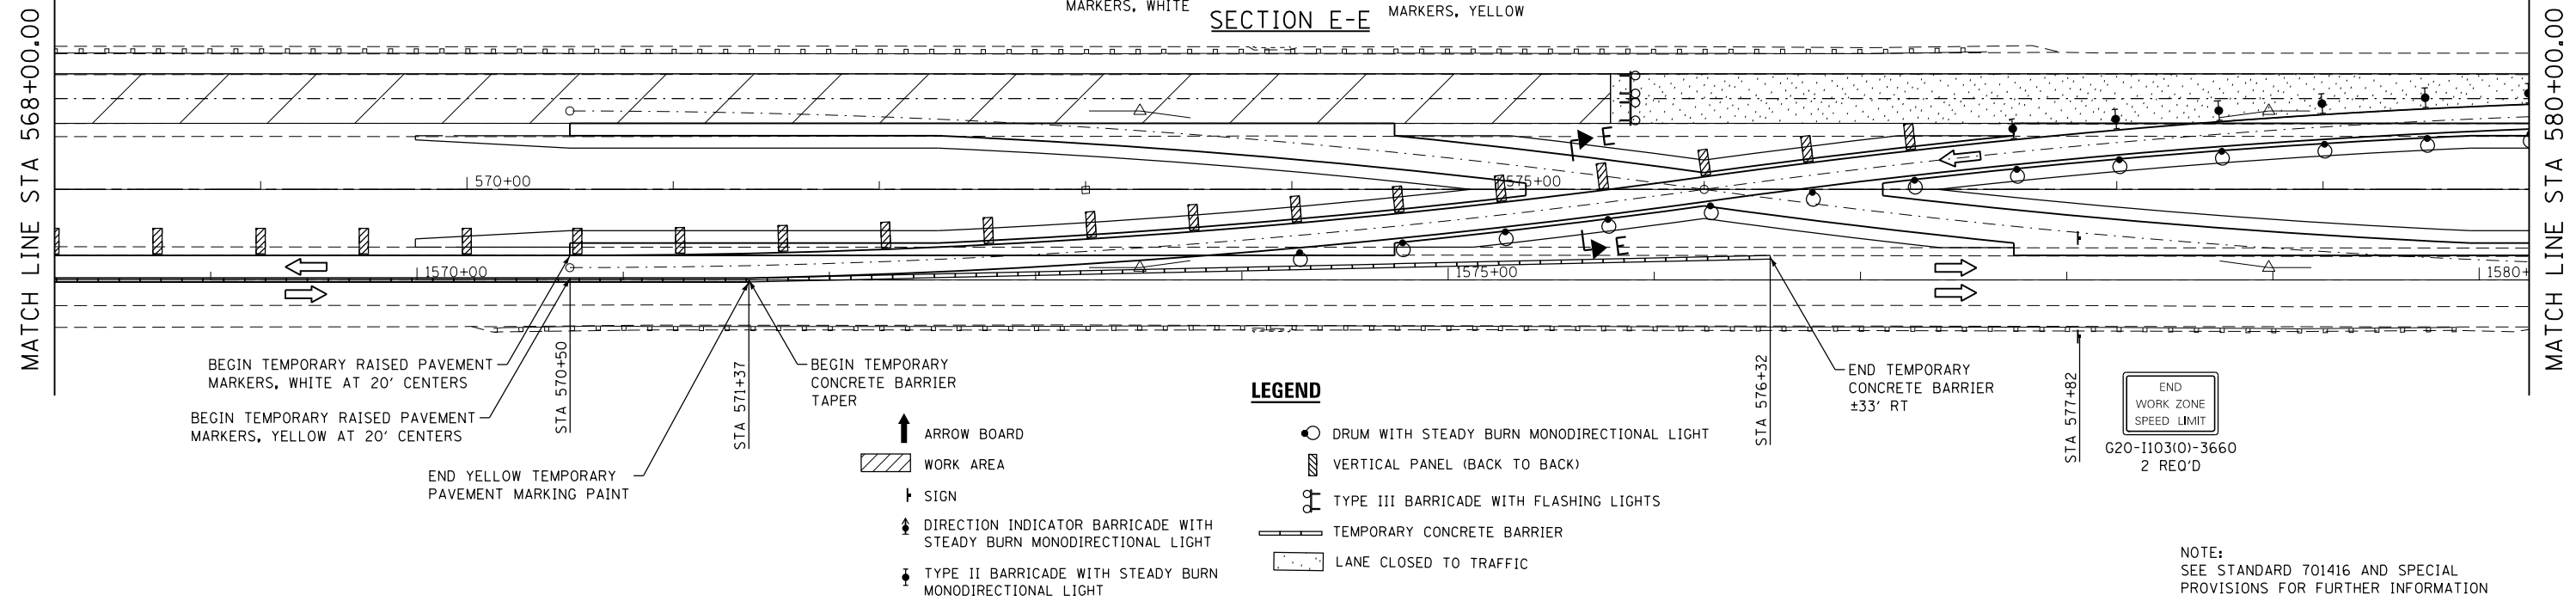 MARKERS, WHITE
SECTION E-E
MARKERS, YELLOW
MATCH LINE STA 568+00.00
MATCH LINE STA 580+00.00
E
570+00
575+00
E
1570+00
1575+00
1580+
BEGIN TEMPORARY RAISED PAVEMENT
MARKERS, WHITE AT 20' CENTERS
BEGIN TEMPORARY RAISED PAVEMENT
MARKERS, YELLOW AT 20' CENTERS
STA 570+50
END YELLOW TEMPORARY
PAVEMENT MARKING PAINT
STA 571+37
BEGIN TEMPORARY
CONCRETE BARRIER
TAPER
STA 576+32
END TEMPORARY
CONCRETE BARRIER
±33' RT
STA 577+82
END
WORK ZONE
SPEED LIMIT
G20-I103(0)-3660
2 REQ'D
LEGEND
ARROW BOARD
WORK AREA
SIGN
DIRECTION INDICATOR BARRICADE WITH
STEADY BURN MONODIRECTIONAL LIGHT
TYPE II BARRICADE WITH STEADY BURN
MONODIRECTIONAL LIGHT
DRUM WITH STEADY BURN MONODIRECTIONAL LIGHT
VERTICAL PANEL (BACK TO BACK)
TYPE III BARRICADE WITH FLASHING LIGHTS
TEMPORARY CONCRETE BARRIER
LANE CLOSED TO TRAFFIC
NOTE:
SEE STANDARD 701416 AND SPECIAL
PROVISIONS FOR FURTHER INFORMATION